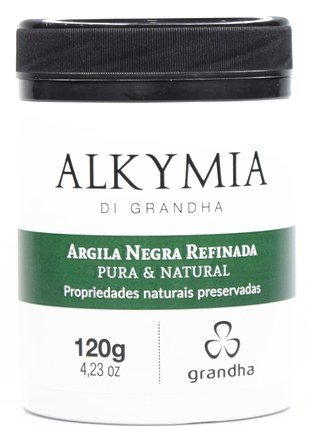 ALKYMIA
DI GRANDHA
ARGILA NEGRA REFINADA
PURA & NATURAL
Propriedades naturais preservadas
120g
4,23 oz
grandha